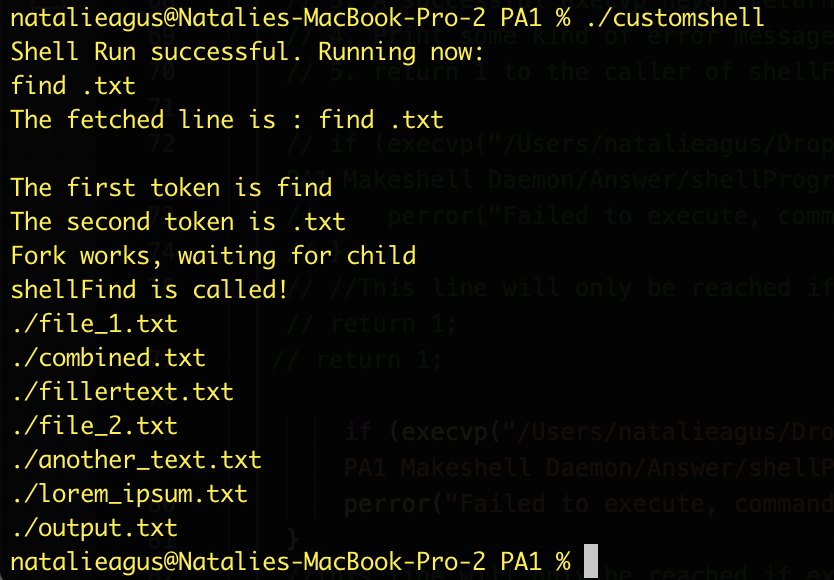 natalieagus@Natalies-MacBook-Pro-2 PA1 % ./customshell
Shell Run successful. Running now:
find .txt
The fetched line is : find .txt
The first token is find
The second token is .txt
Fork works, waiting for child
shellFind is called!
./file_1.txt
./combined.txt
./fillertext.txt
./file_2.txt
./another_text.txt
./lorem_ipsum.txt
./output.txt
natalieagus@Natalies-MacBook-Pro-2 PA1 %